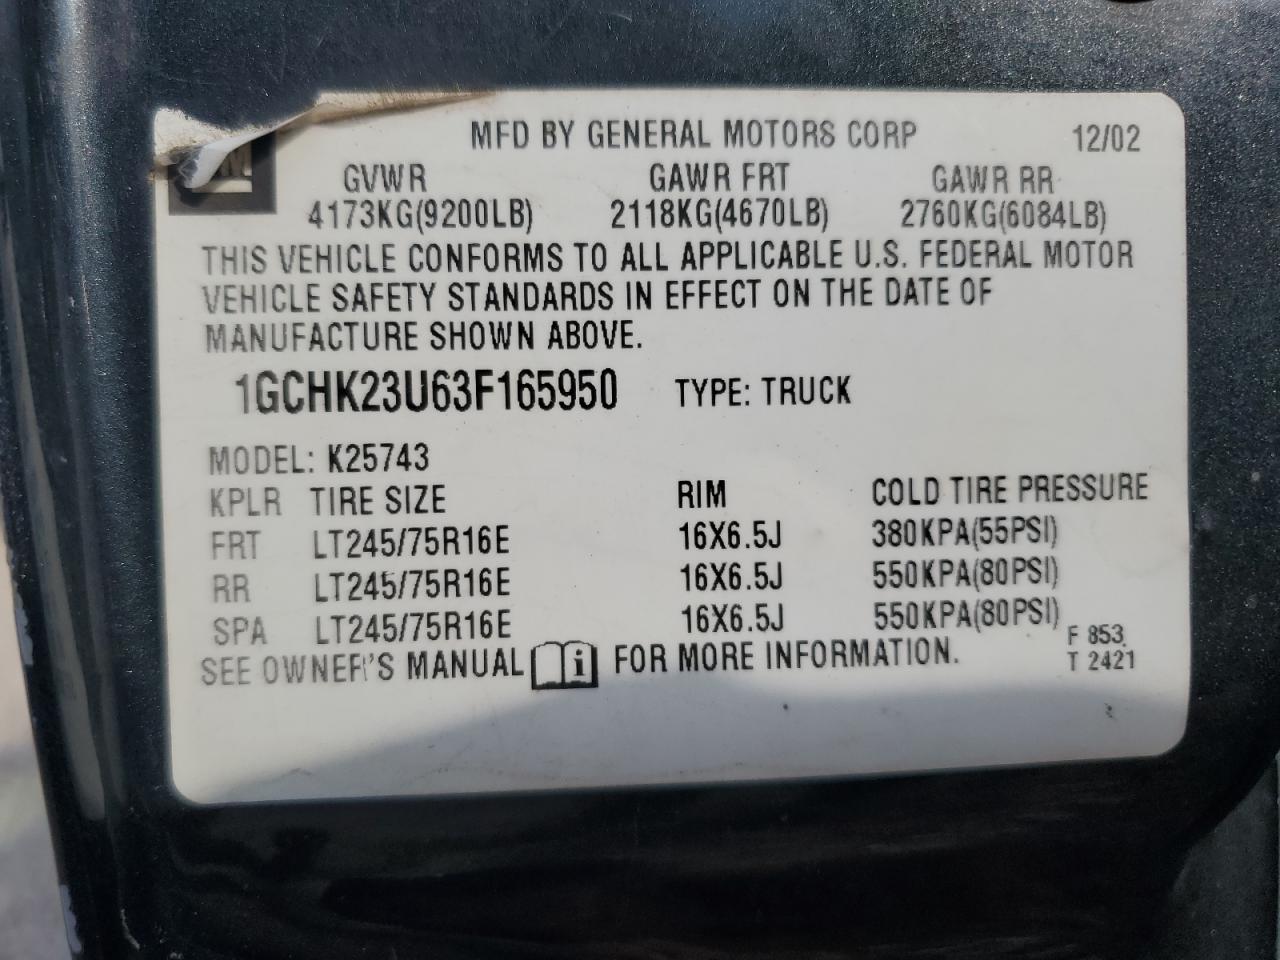 MFD BY GENERAL MOTORS CORP 12/02
GVWR GAWR FRT GAWR RR
4173KG(9200LB) 2118KG(4670LB) 2760KG(6084LB)
THIS VEHICLE CONFORMS TO ALL APPLICABLE U.S. FEDERAL MOTOR
VEHICLE SAFETY STANDARDS IN EFFECT ON THE DATE OF
MANUFACTURE SHOWN ABOVE.
1GCHK23U63F165950 TYPE: TRUCK
MODEL: K25743
KPLR TIRE SIZE RIM COLD TIRE PRESSURE
FRT LT245/75R16E 16X6.5J 380KPA(55PSI)
RR LT245/75R16E 16X6.5J 550KPA(80PSI)
SPA LT245/75R16E 16X6.5J 550KPA(80PSI)
SEE OWNER'S MANUAL i FOR MORE INFORMATION.
F 853
T 2421